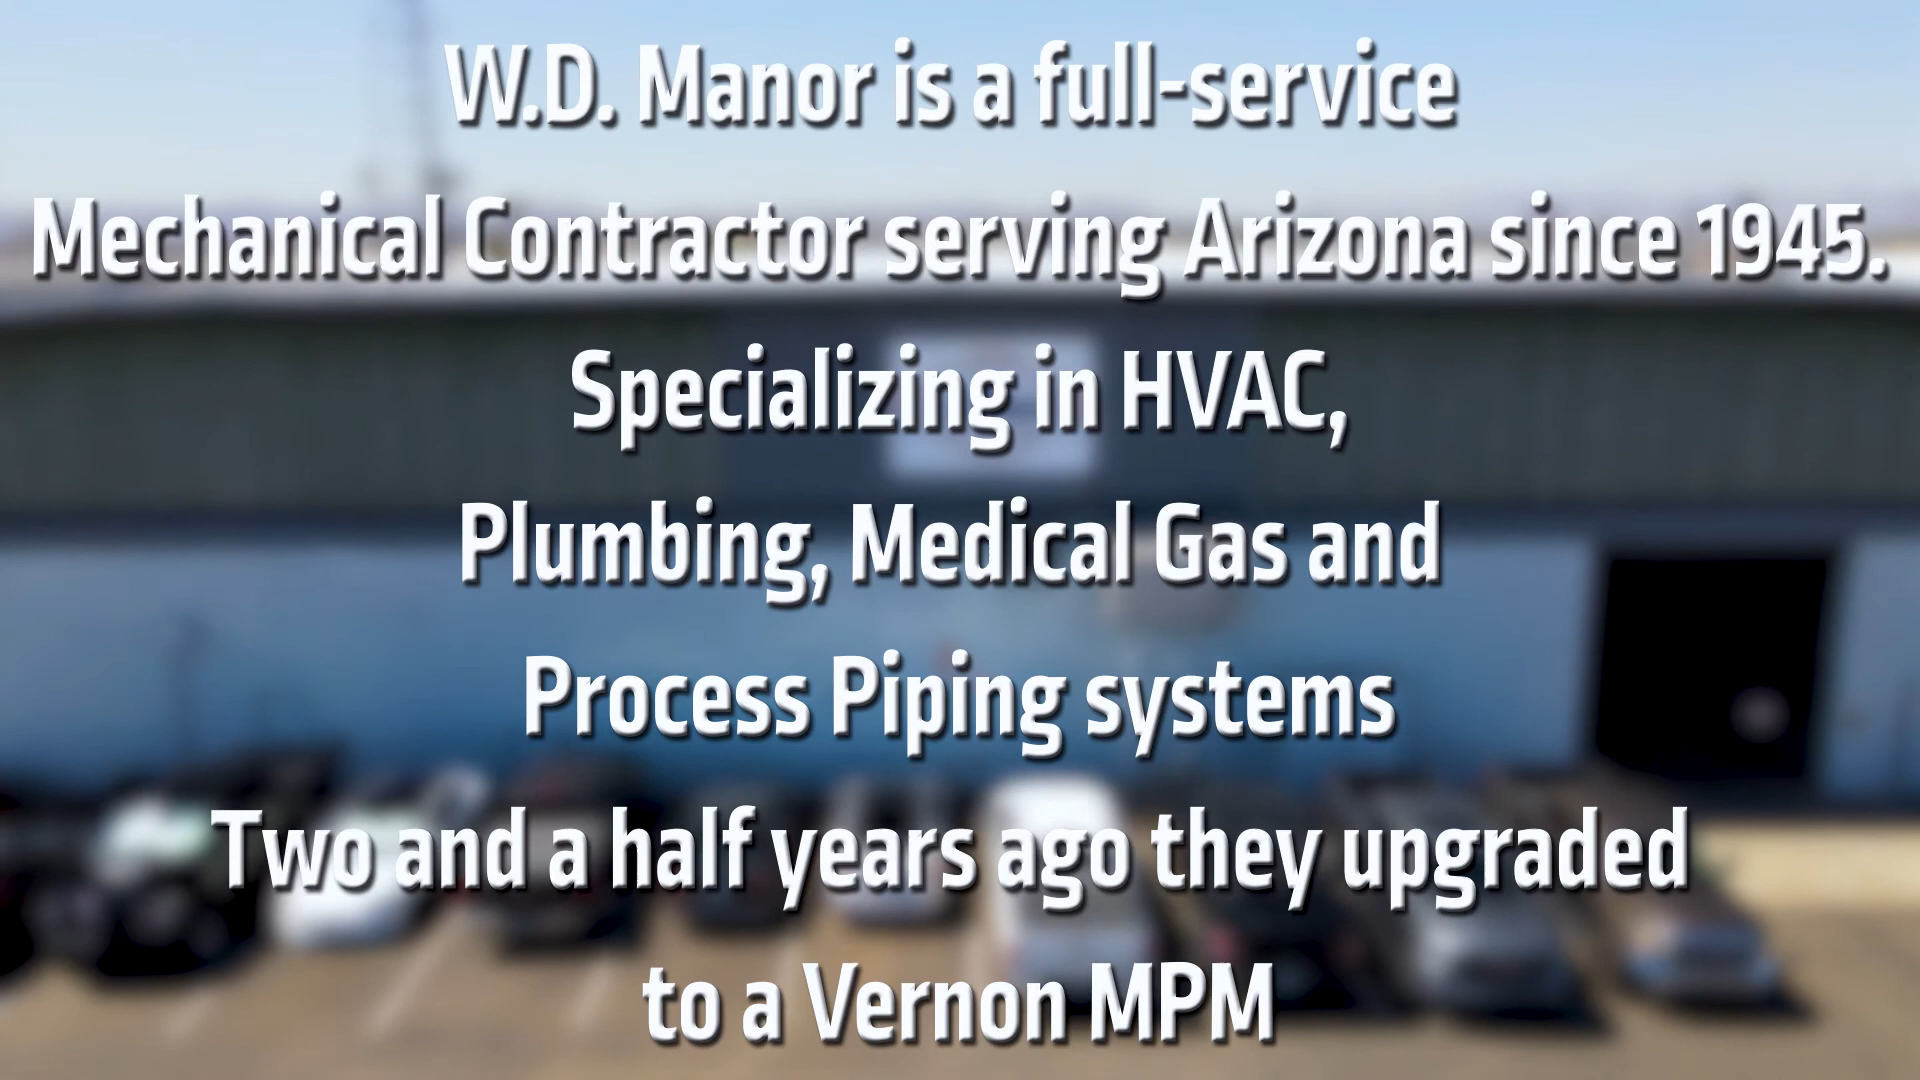 W.D. Manor is a full-service
Mechanical Contractor serving Arizona since 1945.
Specializing in HVAC,
Plumbing, Medical Gas and
Process Piping systems
Two and a half years ago they upgraded
to a Vernon MPM